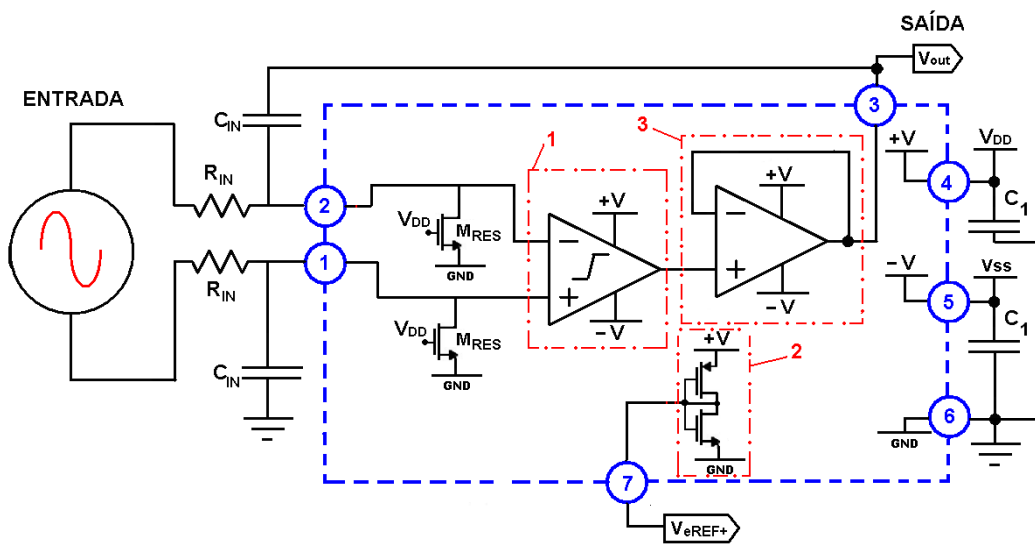 SAÍDA
Vout
ENTRADA
CIN
3
3
+V
VDD
1
4
RIN
C1
+V
+V
2
VDD
MRES
−
−
GND
1
+
+
−V
VSS
RIN
5
C1
VDD
MRES
−V
−V
+V
2
CIN
GND
6
GND
GND
7
VeREF+